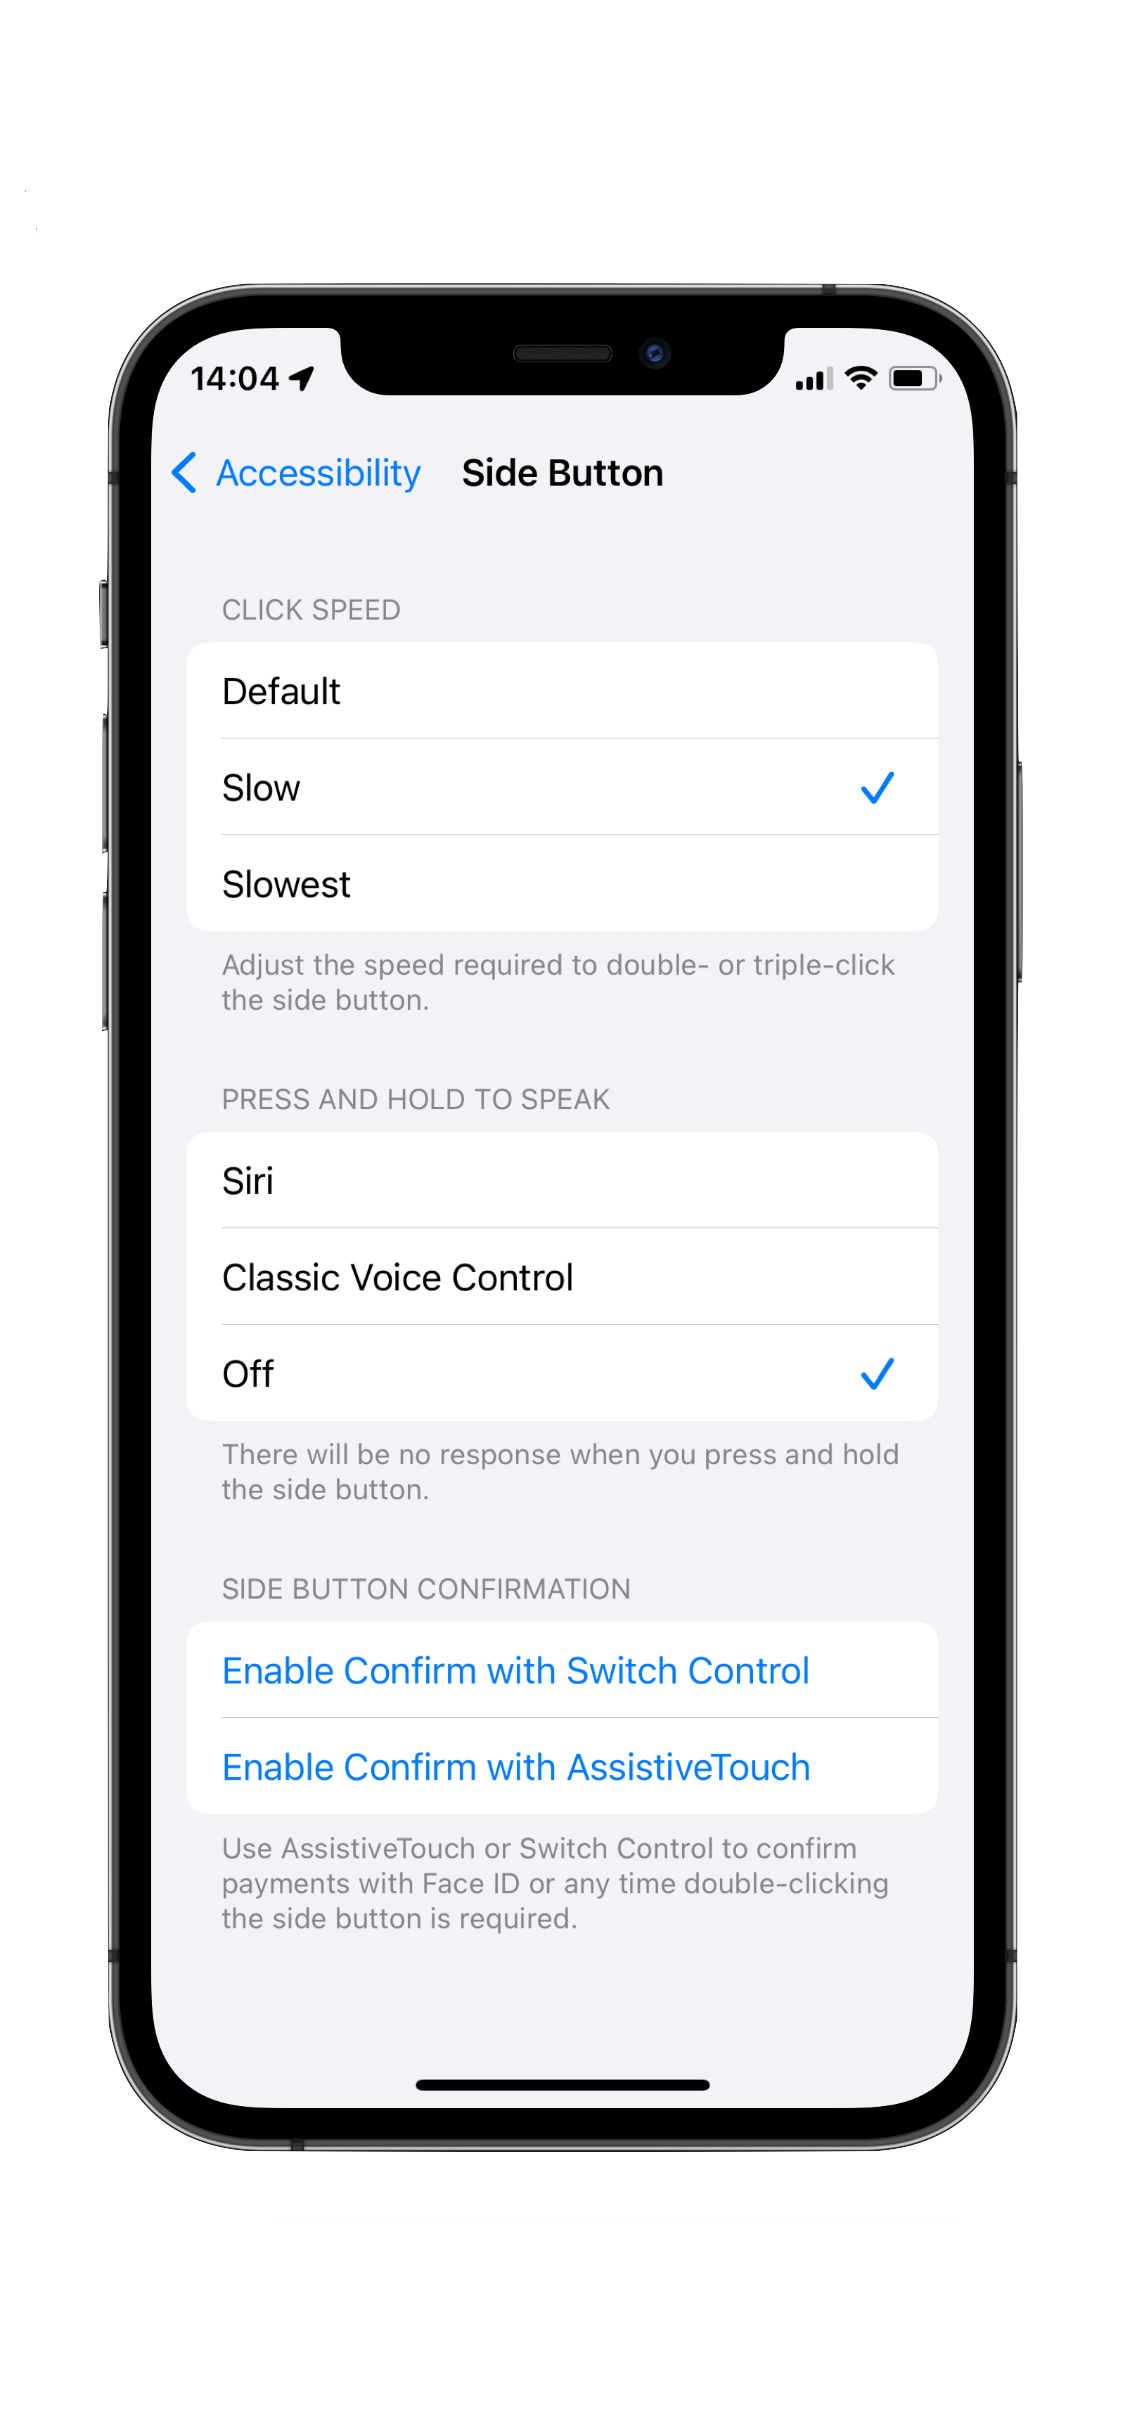 14:04
Accessibility Side Button
CLICK SPEED
Default
Slow
Slowest
Adjust the speed required to double- or triple-click
the side button.
PRESS AND HOLD TO SPEAK
Siri
Classic Voice Control
Off
There will be no response when you press and hold
the side button.
SIDE BUTTON CONFIRMATION
Enable Confirm with Switch Control
Enable Confirm with AssistiveTouch
Use AssistiveTouch or Switch Control to confirm
payments with Face ID or any time double-clicking
the side button is required.